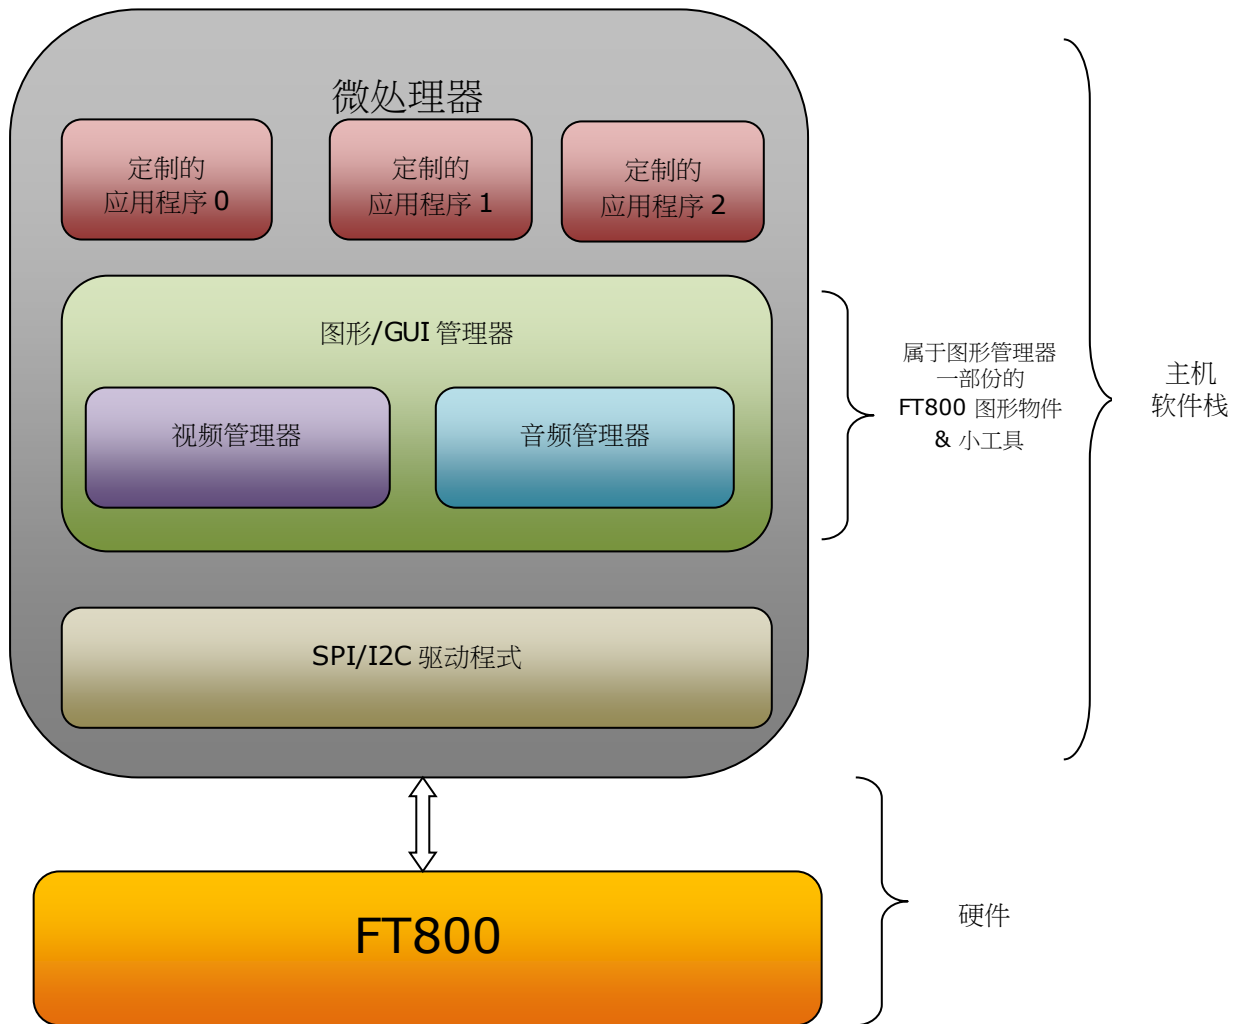 微处理器
定制的
应用程序 0
定制的
应用程序 1
定制的
应用程序 2
图形/GUI 管理器
视频管理器
音频管理器
属于图形管理器
一部份的
FT800 图形物件
& 小工具
主机
软件栈
SPI/I2C 驱动程式
FT800
硬件